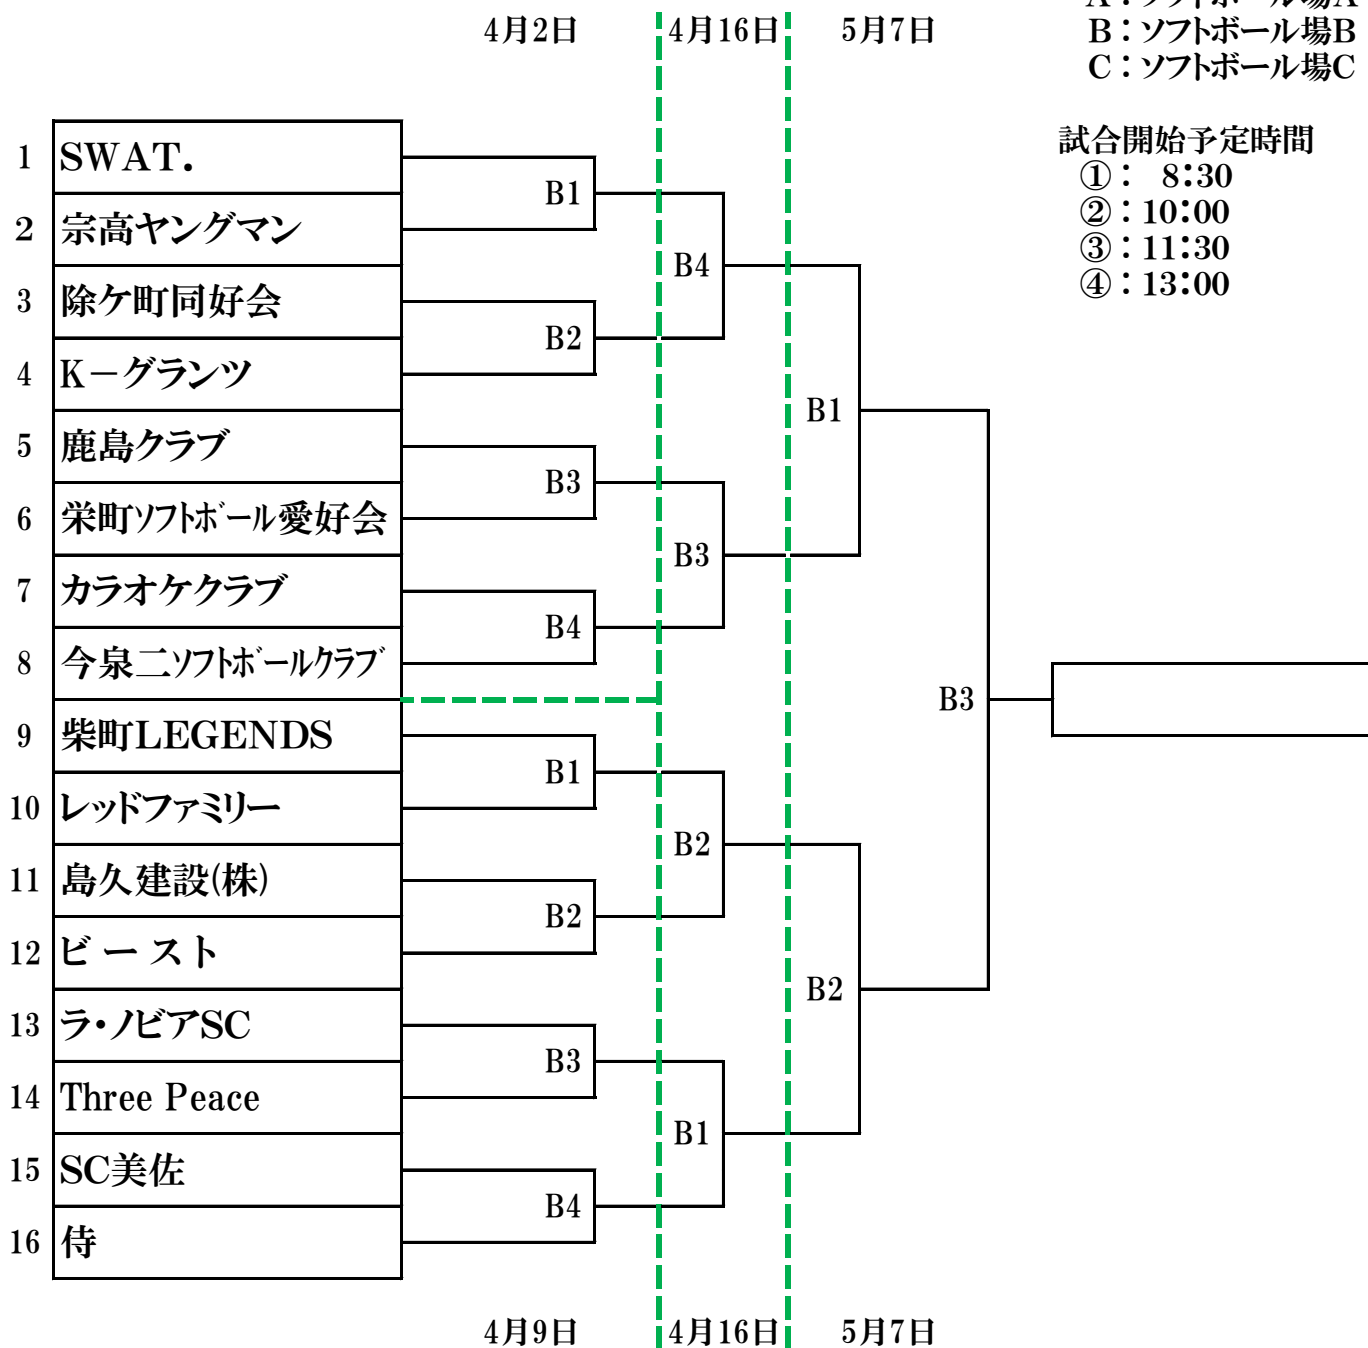 4月2日 4月16日 5月7日
A：ソフトボール場A
B：ソフトボール場B
C：ソフトボール場C
試合開始予定時間
①： 8:30
②：10:00
③：11:30
④：13:00
1 SWAT.
B1
2 宗高ヤングマン
B4
3 除ケ町同好会
B2
4 K－グランツ
B1
5 鹿島クラブ
B3
6 栄町ソフトボール愛好会
B3
7 カラオケクラブ
B4
8 今泉二ソフトボールクラブ
B3
9 柴町LEGENDS
B1
10 レッドファミリー
B2
11 島久建設(株)
B2
12 ビースト
B2
13 ラ・ノビアSC
B3
14 Three Peace
B1
15 SC美佐
B4
16 侍
4月9日 4月16日 5月7日